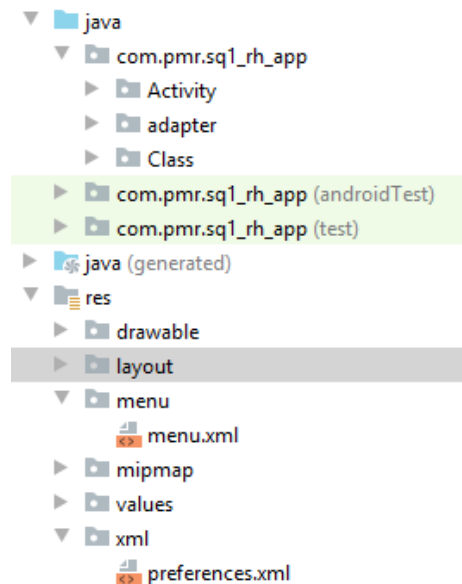 java
com.pmr.sq1_rh_app
Activity
adapter
Class
com.pmr.sq1_rh_app (androidTest)
com.pmr.sq1_rh_app (test)
java (generated)
res
drawable
layout
menu
menu.xml
mipmap
values
xml
preferences.xml